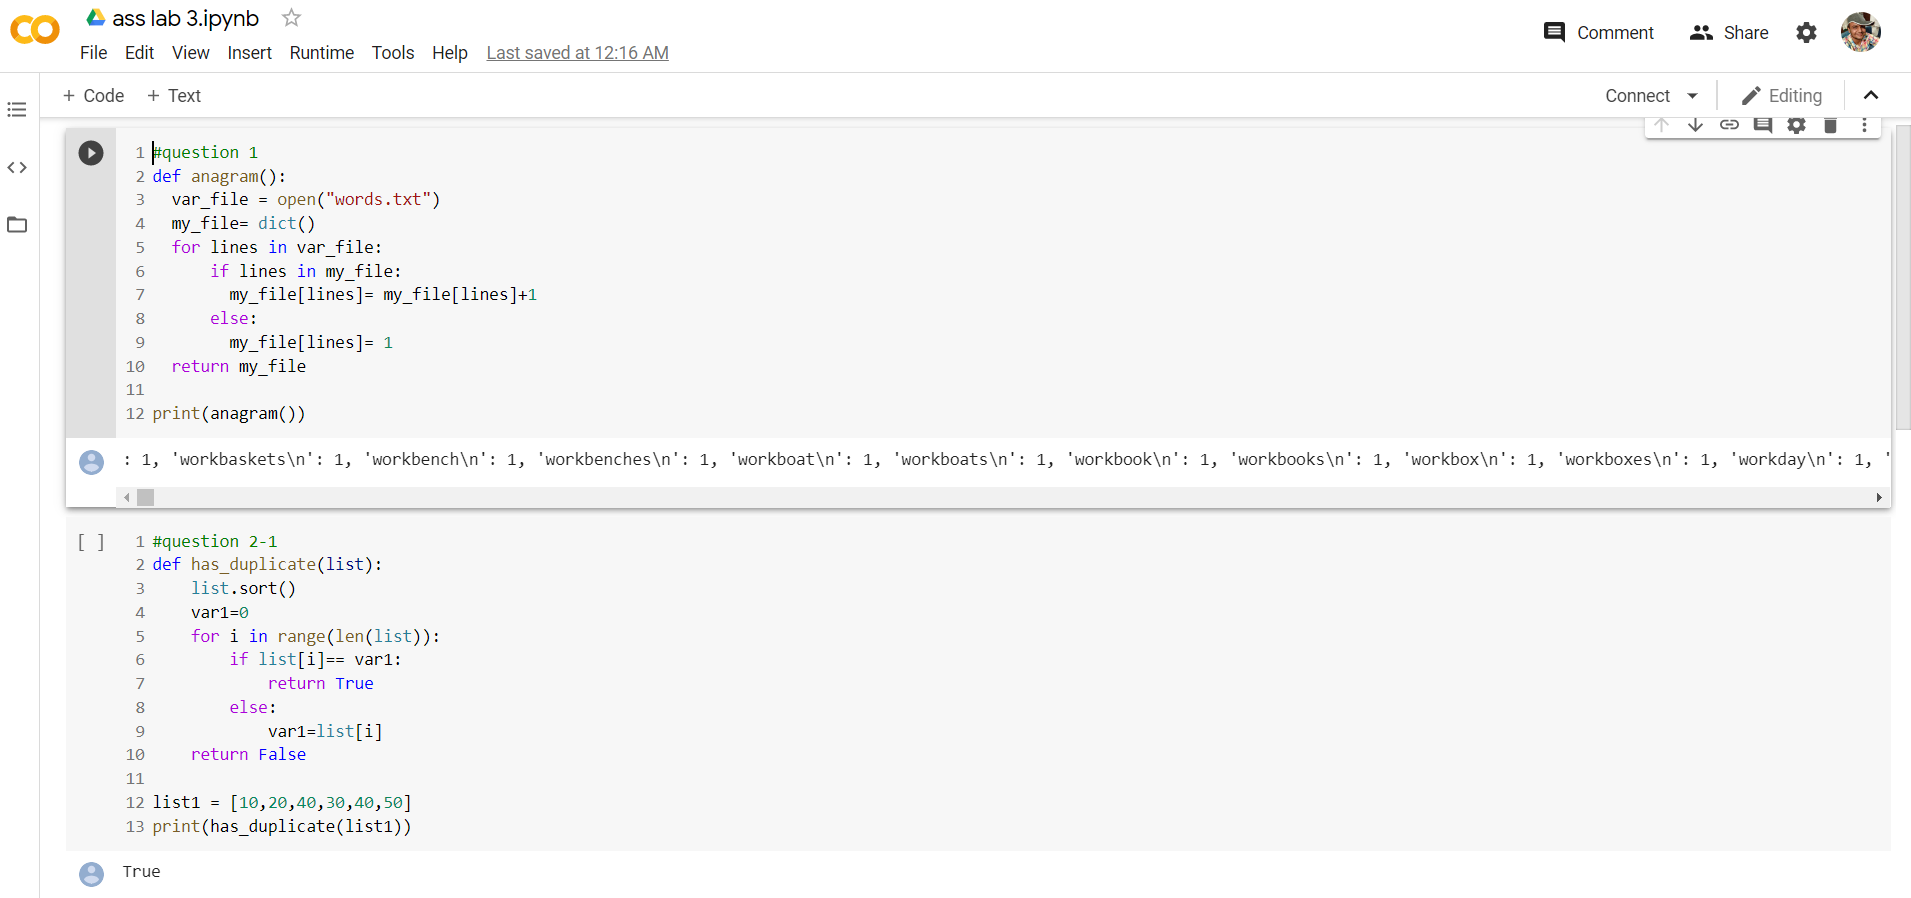 ass lab 3.ipynb
File Edit View Insert Runtime Tools Help Last saved at 12:16 AM
Comment Share
+ Code + Text
Connect Editing
1 #question 1
2 def anagram():
3   var_file = open("words.txt")
4   my_file= dict()
5   for lines in var_file:
6       if lines in my_file:
7         my_file[lines]= my_file[lines]+1
8       else:
9         my_file[lines]= 1
10   return my_file
11
12 print(anagram())
: 1, 'workbaskets\n': 1, 'workbench\n': 1, 'workbenches\n': 1, 'workboat\n': 1, 'workboats\n': 1, 'workbook\n': 1, 'workbooks\n': 1, 'workbox\n': 1, 'workboxes\n': 1, 'workday\n': 1, '
[ ] 1 #question 2-1
2 def has_duplicate(list):
3     list.sort()
4     var1=0
5     for i in range(len(list)):
6         if list[i]== var1:
7             return True
8         else:
9             var1=list[i]
10     return False
11
12 list1 = [10,20,40,30,40,50]
13 print(has_duplicate(list1))
True